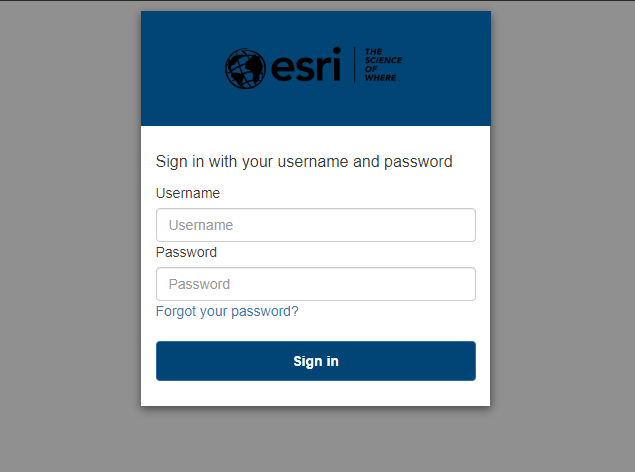 esri
THE
SCIENCE
OF
WHERE
Sign in with your username and password
Username
Username
Password
Password
Forgot your password?
Sign in